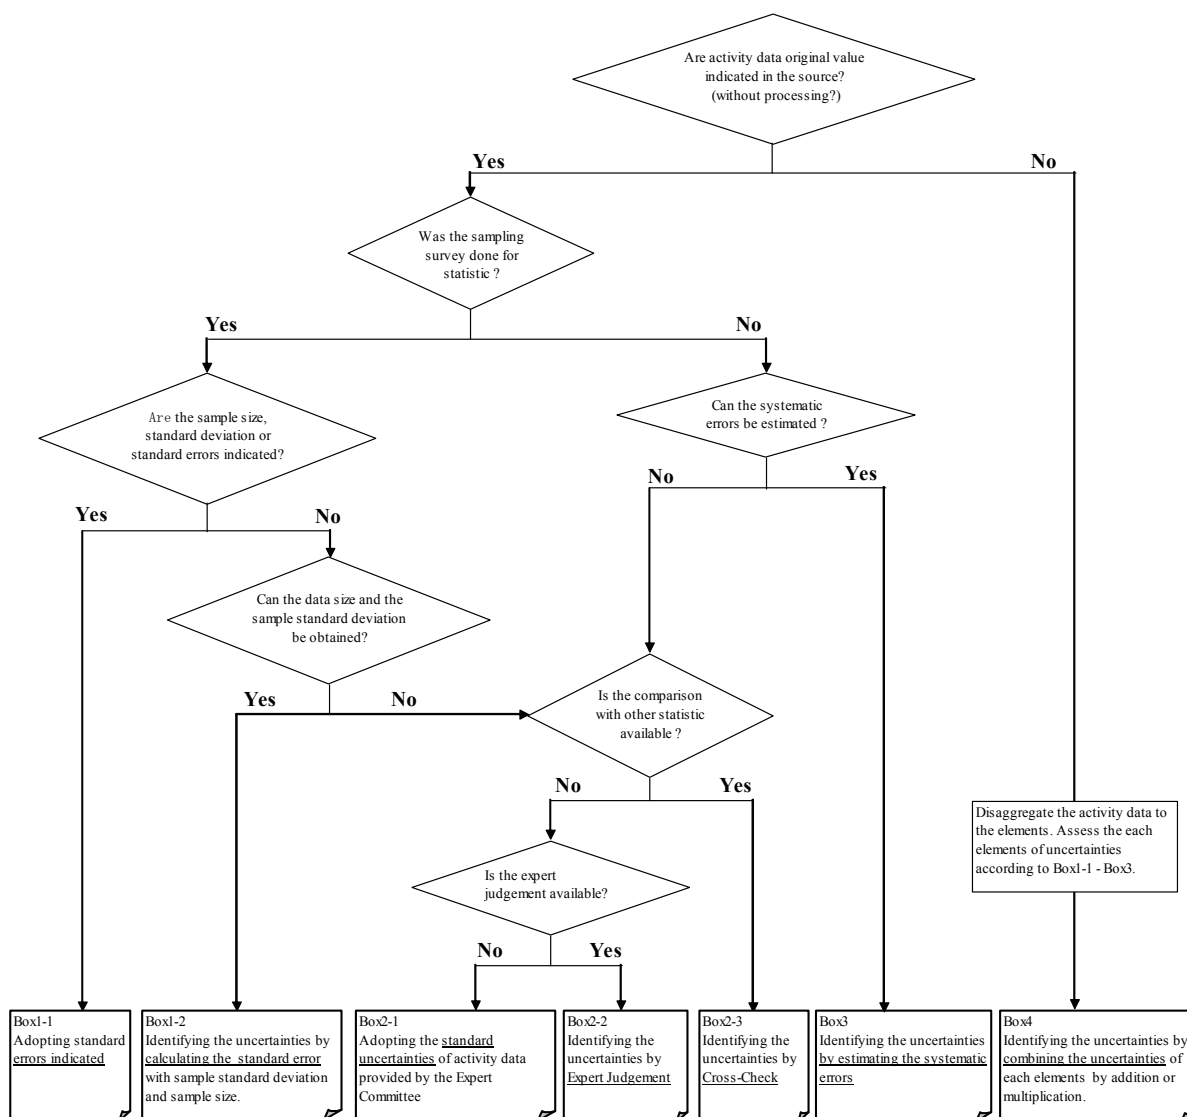 Are activity data original value
indicated in the source?
(without processing?)
Yes
No
Was the sampling
survey done for
statistic ?
Yes
No
Are the sample size,
standard deviation or
standard errors indicated?
Can the systematic
errors be estimated ?
No
Yes
Yes
No
Can the data size and the
sample standard deviation
be obtained?
Yes
No
Is the comparison
with other statistic
available ?
No
Yes
Disaggregate the activity data to
the elements. Assess the each
elements of uncertainties
according to Box1-1 - Box3.
Is the expert
judgement available?
No
Yes
Box1-1
Adopting standard
errors indicated
Box1-2
Identifying the uncertainties by
calculating the standard error
with sample standard deviation
and sample size.
Box2-1
Adopting the standard
uncertainties of activity data
provided by the Expert
Committee
Box2-2
Identifying the
uncertainties by
Expert Judgement
Box2-3
Identifying the
uncertainties by
Cross-Check
Box3
Identifying the uncertainties
by estimating the systematic
errors
Box4
Identifying the uncertainties by
combining the uncertainties of
each elements by addition or
multiplication.